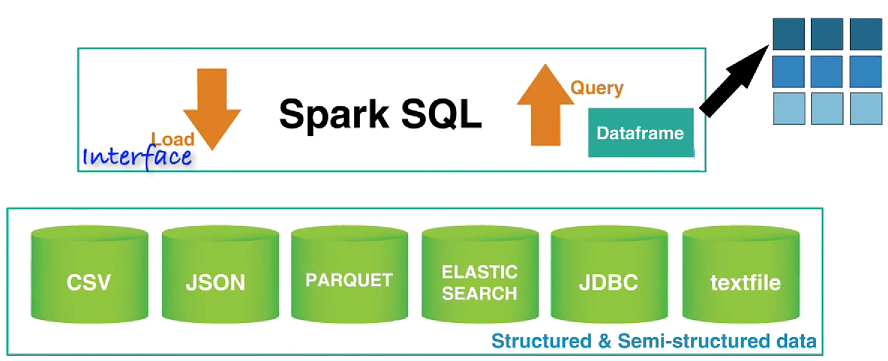 Spark SQL
Load
Interface
Query
Dataframe
CSV
JSON
PARQUET
ELASTIC
SEARCH
JDBC
textfile
Structured & Semi-structured data